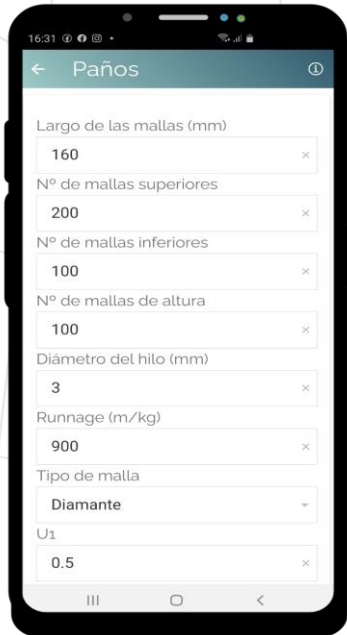 16:31
Paños
Largo de las mallas (mm)
160
Nº de mallas superiores
200
Nº de mallas inferiores
100
Nº de mallas de altura
100
Diámetro del hilo (mm)
3
Runnage (m/kg)
900
Tipo de malla
Diamante
U1
0.5